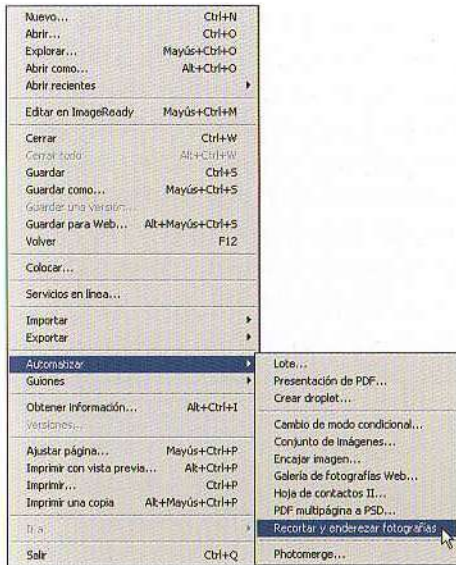 Nuevo... Ctrl+N
Abrir... Ctrl+O
Explorar... Mayús+Ctrl+O
Abrir como... Alt+Ctrl+O
Abrir recientes
Editar en ImageReady Mayús+Ctrl+M
Cerrar Ctrl+W
Cerrar todo Alt+Ctrl+W
Guardar Ctrl+S
Guardar como... Mayús+Ctrl+S
Guardar una versión...
Guardar para Web... Alt+Mayús+Ctrl+S
Volver F12
Colocar...
Servicios en línea...
Importar
Exportar
Automatizar
Guiones
Obtener información... Alt+Ctrl+I
Versiones...
Ajustar página... Mayús+Ctrl+P
Imprimir con vista previa... Alt+Ctrl+P
Imprimir... Ctrl+P
Imprimir una copia Alt+Mayús+Ctrl+P
Ir a
Salir Ctrl+Q
Lote...
Presentación de PDF...
Crear droplet...
Cambio de modo condicional...
Conjunto de imágenes...
Encajar imagen...
Galería de fotografías Web...
Hoja de contactos II...
PDF multipágina a PSD...
Recortar y enderezar fotografías
Photomerge...